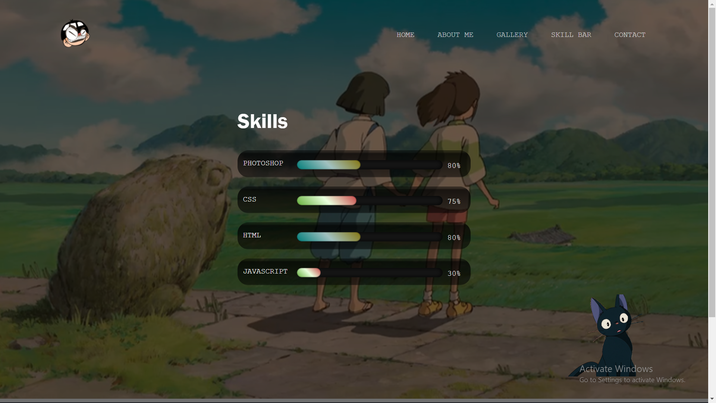 HOME ABOUT ME GALLERY SKILL BAR CONTACT
Skills
PHOTOSHOP 80%
CSS 75%
HTML 80%
JAVASCRIPT 30%
Activate Windows
Go to Settings to activate Windows.